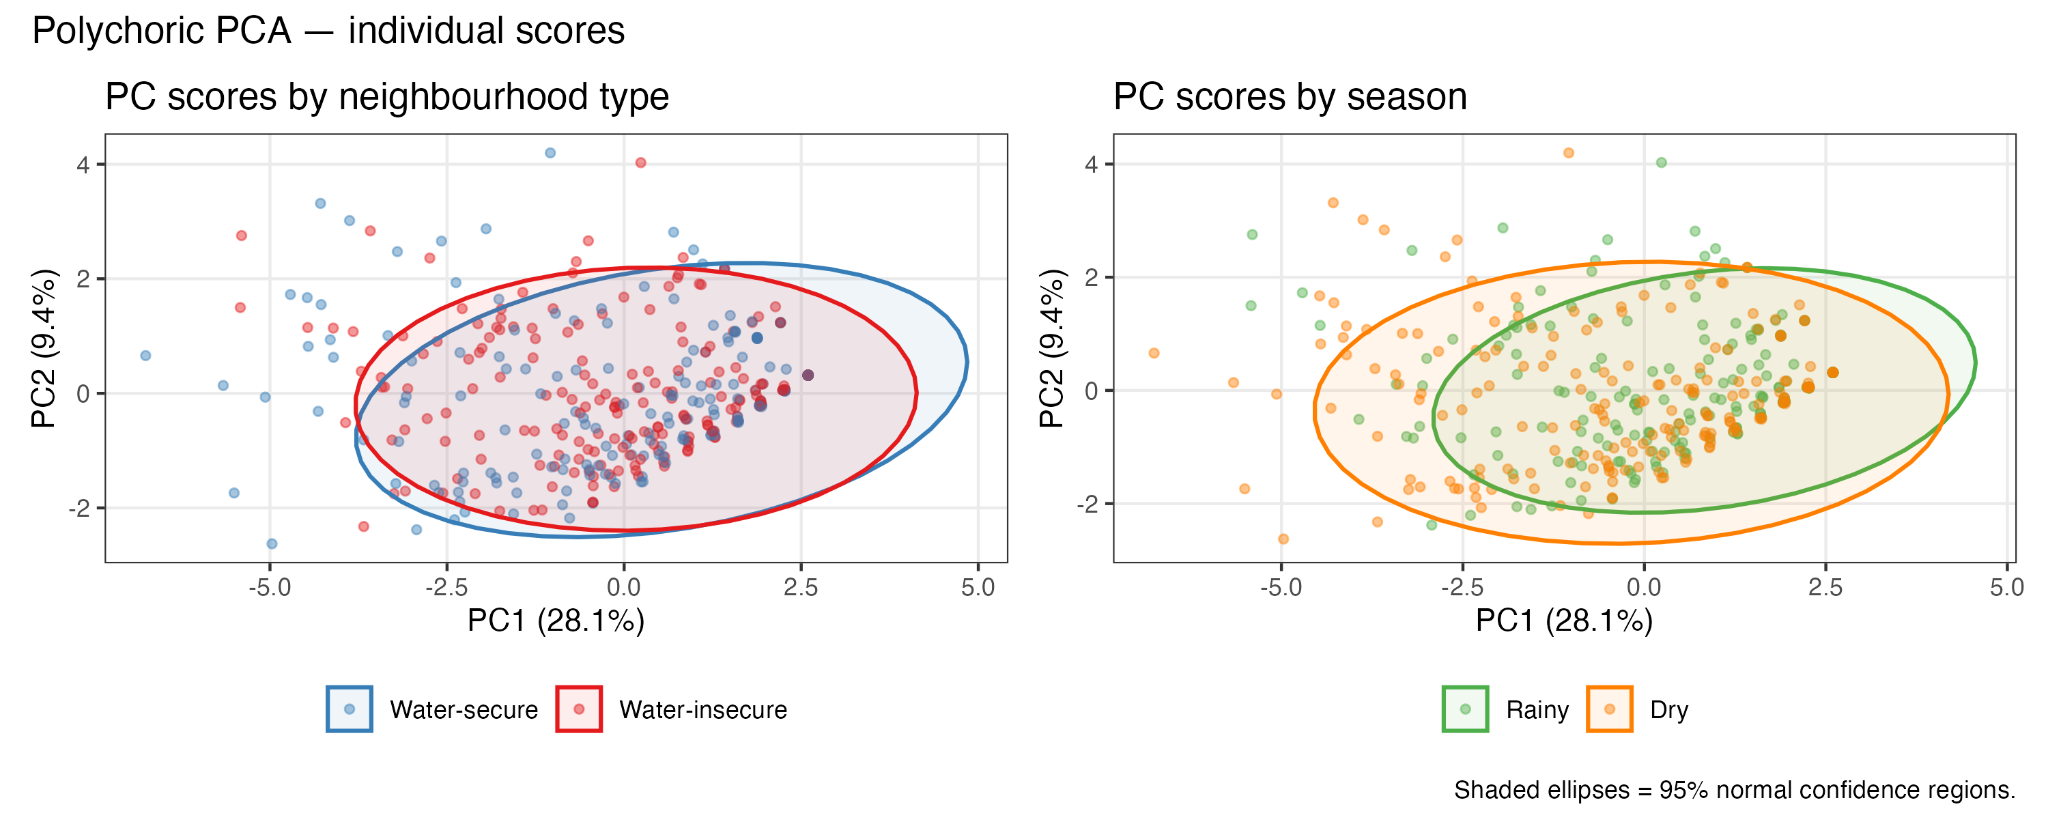 Polychoric PCA — individual scores
PC scores by neighbourhood type
4
2
0
-2
PC2 (9.4%)
-5.0 -2.5 0.0 2.5 5.0
PC1 (28.1%)
Water-secure Water-insecure
PC scores by season
4
2
0
-2
PC2 (9.4%)
-5.0 -2.5 0.0 2.5 5.0
PC1 (28.1%)
Rainy Dry
Shaded ellipses = 95% normal confidence regions.